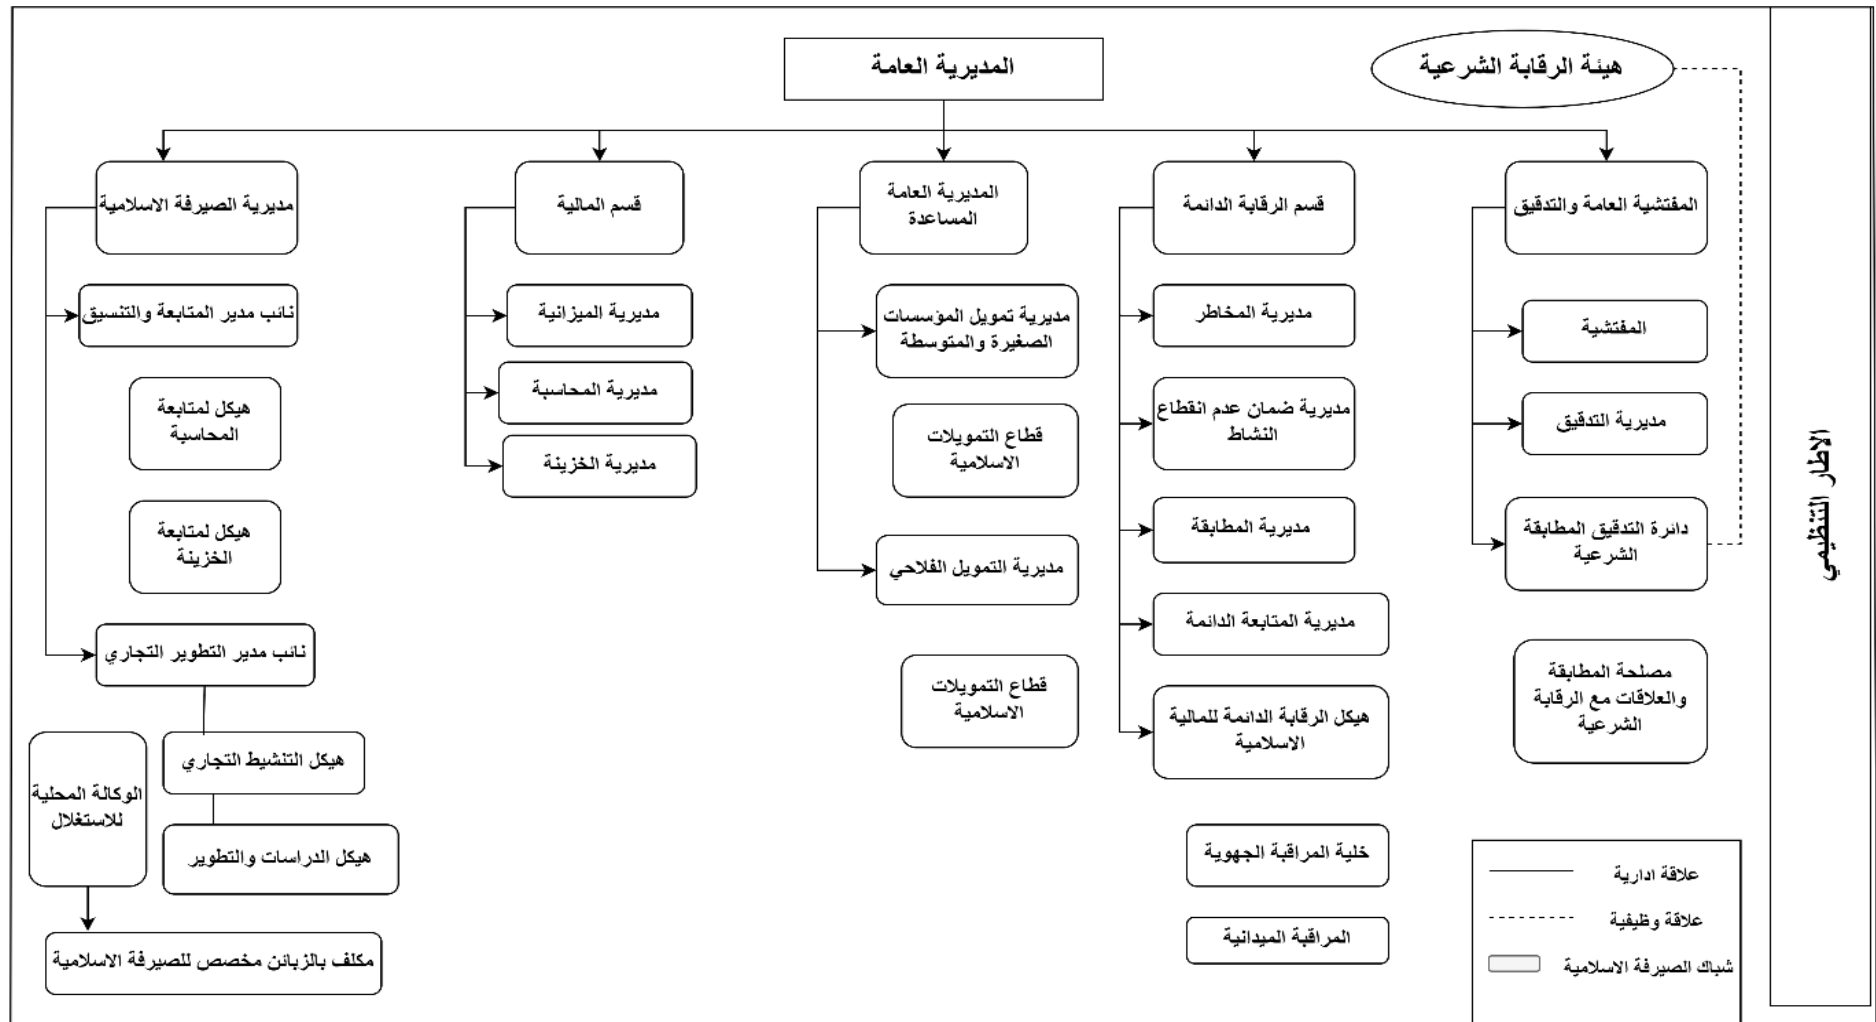 المديرية العامة
هيئة الرقابة الشرعية
الاطار التنظيمي
المفتشية العامة والتدقيق
المفتشية
مديرية التدقيق
دائرة التدقيق المطابقة
الشرعية
مصلحة المطابقة
والعلاقات مع الرقابة
الشرعية
قسم الرقابة الدائمة
مديرية المخاطر
مديرية ضمان عدم انقطاع
النشاط
مديرية المطابقة
مديرية المتابعة الدائمة
هيكل الرقابة الدائمة للمالية
الاسلامية
خلية المراقبة الجهوية
المراقبة الميدانية
المديرية العامة
المساعدة
مديرية تمويل المؤسسات
الصغيرة والمتوسطة
قطاع التمويلات
الاسلامية
مديرية التمويل الفلاحي
قطاع التمويلات
الاسلامية
قسم المالية
مديرية الميزانية
مديرية المحاسبة
مديرية الخزينة
مديرية الصيرفة الاسلامية
نائب مدير المتابعة والتنسيق
هيكل لمتابعة
المحاسبة
هيكل لمتابعة
الخزينة
نائب مدير التطوير التجاري
هيكل التنشيط التجاري
هيكل الدراسات والتطوير
الوكالة المحلية
للاستغلال
مكلف بالزبائن مخصص للصيرفة الاسلامية
علاقة ادارية
علاقة وظيفية
شباك الصيرفة الاسلامية